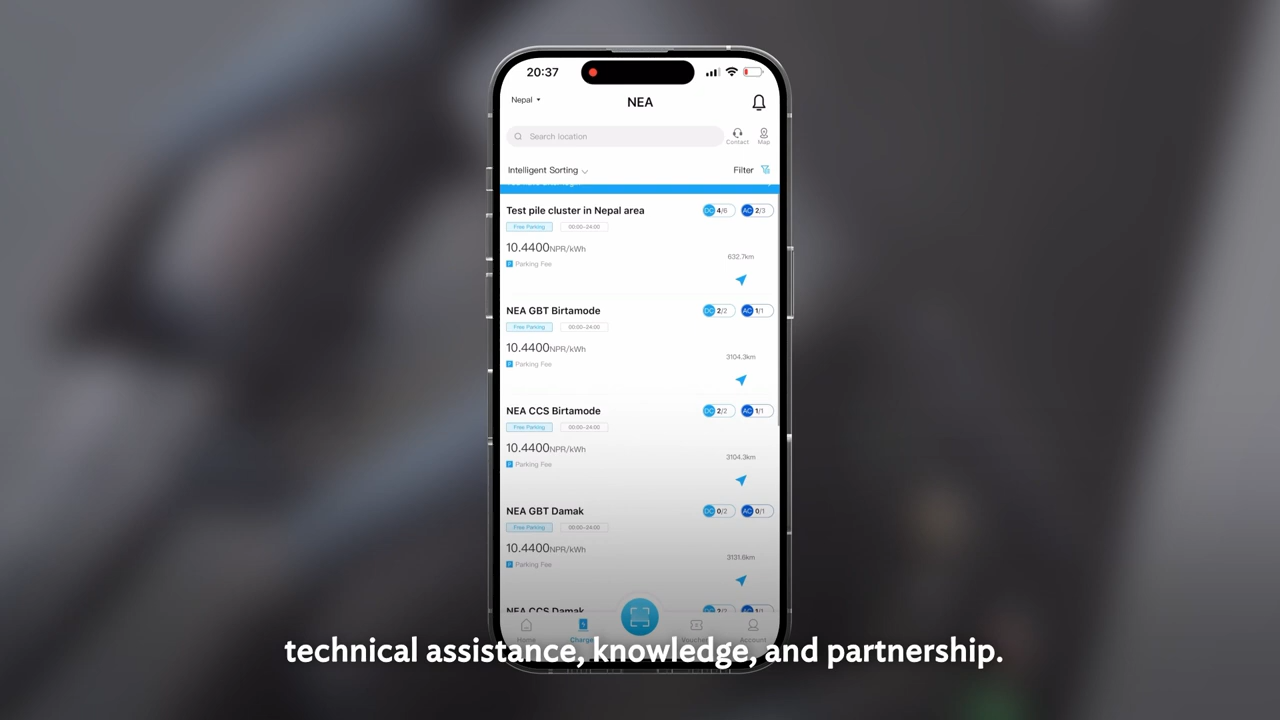 20:37
Nepal
NEA
Search location
Contact
Map
Intelligent Sorting
Filter
Test pile cluster in Nepal area
DC 4/6
AC 2/3
Free Parking
00:00~24:00
10.4400NPR/kWh
632.7km
P Parking Fee
NEA GBT Birtamode
DC 2/2
AC 1/1
Free Parking
00:00~24:00
10.4400NPR/kWh
3104.3km
P Parking Fee
NEA CCS Birtamode
DC 2/2
AC 1/1
Free Parking
00:00~24:00
10.4400NPR/kWh
3104.3km
P Parking Fee
NEA GBT Damak
DC 0/2
AC 0/1
Free Parking
00:00~24:00
10.4400NPR/kWh
3131.6km
P Parking Fee
NEA CCS Damak
Home
Charge
Voucher
Account
technical assistance, knowledge, and partnership.